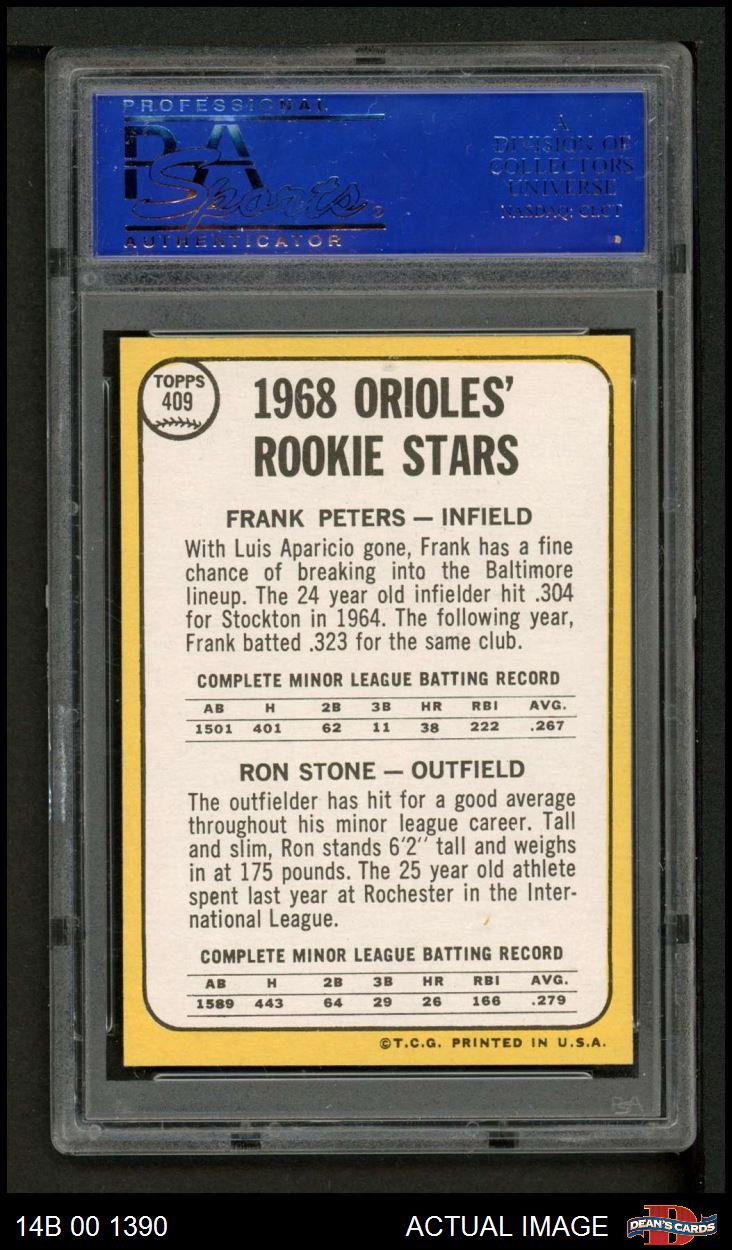 PROFESSIONAL
PSA
Sports
AUTHENTICATOR
A
DIVISION OF
COLLECTORS
UNIVERSE
NASDAQ: CLCT
TOPPS
409
1968 ORIOLES'
ROOKIE STARS
FRANK PETERS — INFIELD
With Luis Aparicio gone, Frank has a fine
chance of breaking into the Baltimore
lineup. The 24 year old infielder hit .304
for Stockton in 1964. The following year,
Frank batted .323 for the same club.
COMPLETE MINOR LEAGUE BATTING RECORD
AB H 2B 3B HR RBI AVG.
1501 401 62 11 38 222 .267
RON STONE — OUTFIELD
The outfielder has hit for a good average
throughout his minor league career. Tall
and slim, Ron stands 6'2'' tall and weighs
in at 175 pounds. The 25 year old athlete
spent last year at Rochester in the Inter-
national League.
COMPLETE MINOR LEAGUE BATTING RECORD
AB H 2B 3B HR RBI AVG.
1589 443 64 29 26 166 .279
©T.C.G. PRINTED IN U.S.A.
PSA
14B 00 1390 ACTUAL IMAGE DEAN'S CARDS